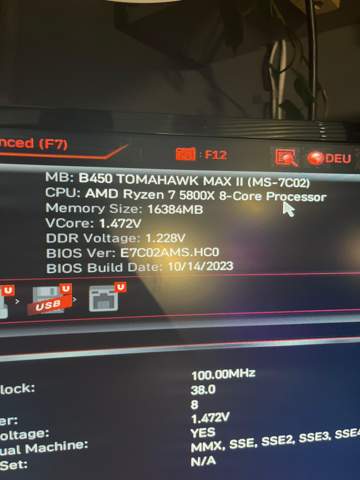 nced (F7)
: F12
DEU
MB: B450 TOMAHAWK MAX II (MS-7C02)
CPU: AMD Ryzen 7 5800X 8-Core Processor
Memory Size: 16384MB
VCore: 1.472V
DDR Voltage: 1.228V
BIOS Ver: E7C02AMS.HC0
BIOS Build Date: 10/14/2023
U U U
USB
100.00MHz
lock: 38.0
8
er: 1.472V
oltage: YES
ual Machine: MMX, SSE, SSE2, SSE3, SSE4
Set: N/A